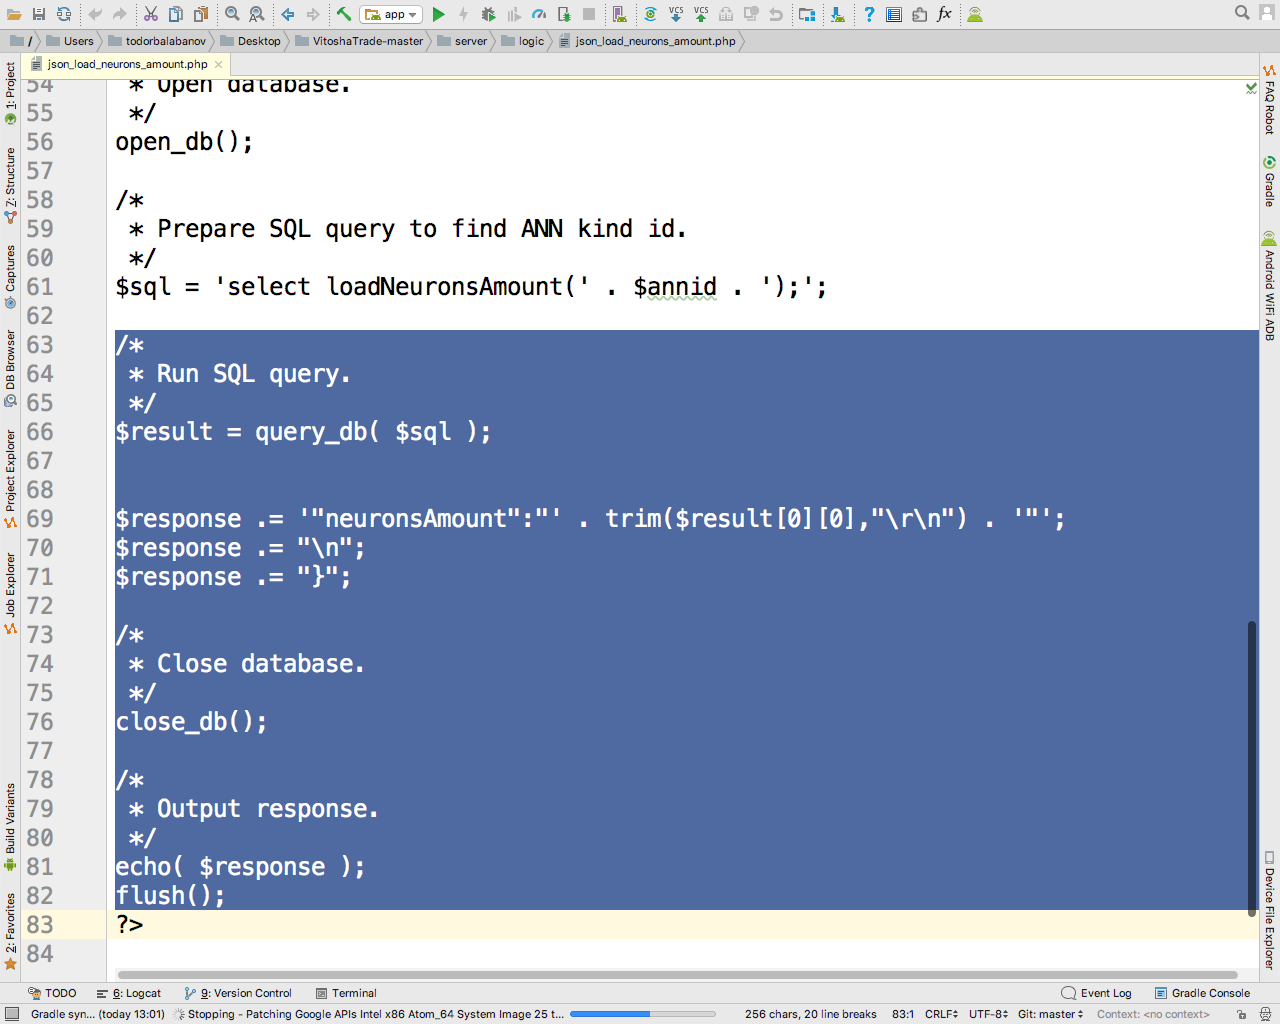 app
VCS VCS
fx
/ Users todorbalabanov Desktop VitoshaTrade-master server logic json_load_neurons_amount.php
json_load_neurons_amount.php
54 * Open database.
55 */
56 open_db();
57
58 /*
59 * Prepare SQL query to find ANN kind id.
60 */
61 $sql = 'select loadNeuronsAmount(' . $annid . ');';
62
63 /*
64 * Run SQL query.
65 */
66 $result = query_db( $sql );
67
68
69 $response .= '"neuronsAmount":"' . trim($result[0][0],"\r\n") . '"';
70 $response .= "\n";
71 $response .= "}";
72
73 /*
74 * Close database.
75 */
76 close_db();
77
78 /*
79 * Output response.
80 */
81 echo( $response );
82 flush();
83 ?>
84
1: Project
Z: Structure
Captures
DB Browser
Project Explorer
Job Explorer
Build Variants
2: Favorites
FAQ Robot
Gradle
Android WiFi ADB
Device File Explorer
TODO 6: Logcat 9: Version Control Terminal Event Log Gradle Console
Gradle syn... (today 13:01) Stopping - Patching Google APIs Intel x86 Atom_64 System Image 25 t... 256 chars, 20 line breaks 83:1 CRLF UTF-8 Git: master Context: <no context>